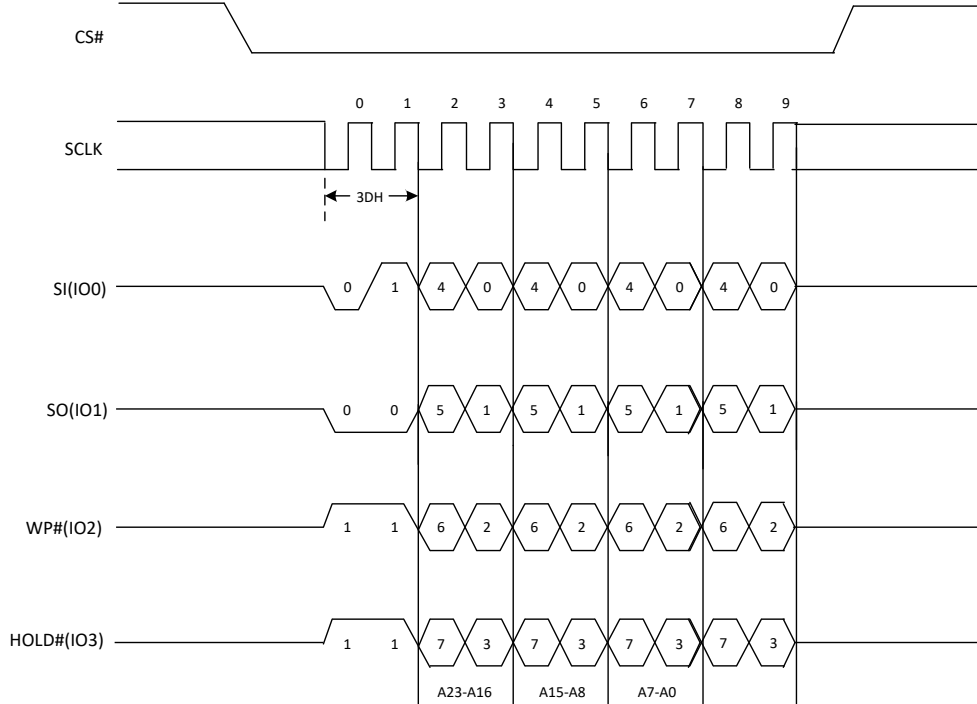 CS#
0 1 2 3 4 5 6 7 8 9
SCLK
3DH
SI(IO0) 0 1 4 0 4 0 4 0 4 0
SO(IO1) 0 0 5 1 5 1 5 1 5 1
WP#(IO2) 1 1 6 2 6 2 6 2 6 2
HOLD#(IO3) 1 1 7 3 7 3 7 3 7 3
A23-A16 A15-A8 A7-A0